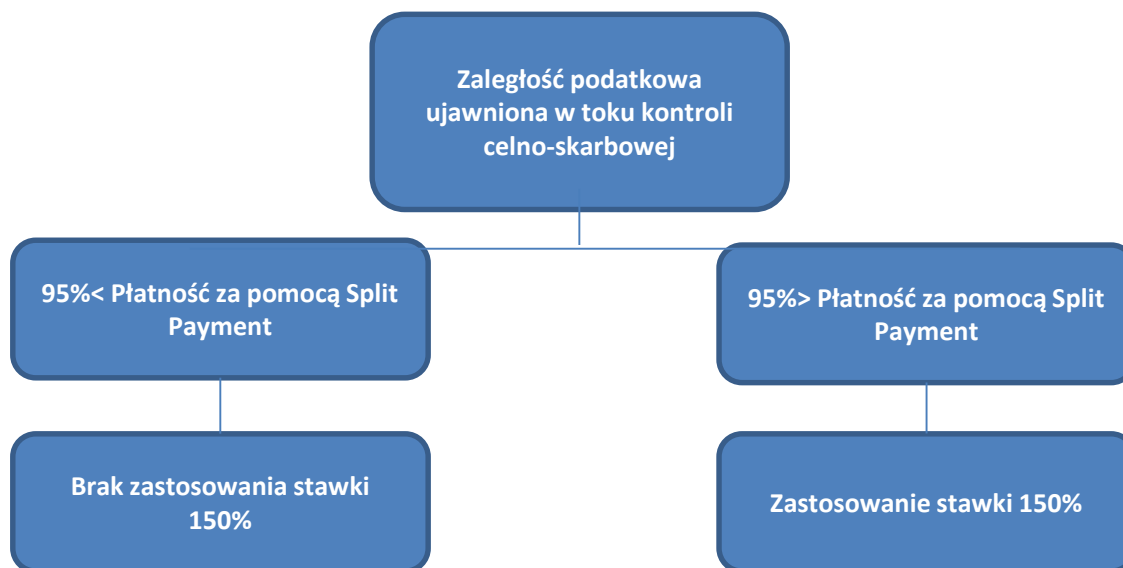 Zaległość podatkowa
ujawniona w toku kontroli
celno-skarbowej
95%< Płatność za pomocą Split
Payment
95%> Płatność za pomocą Split
Payment
Brak zastosowania stawki
150%
Zastosowanie stawki 150%